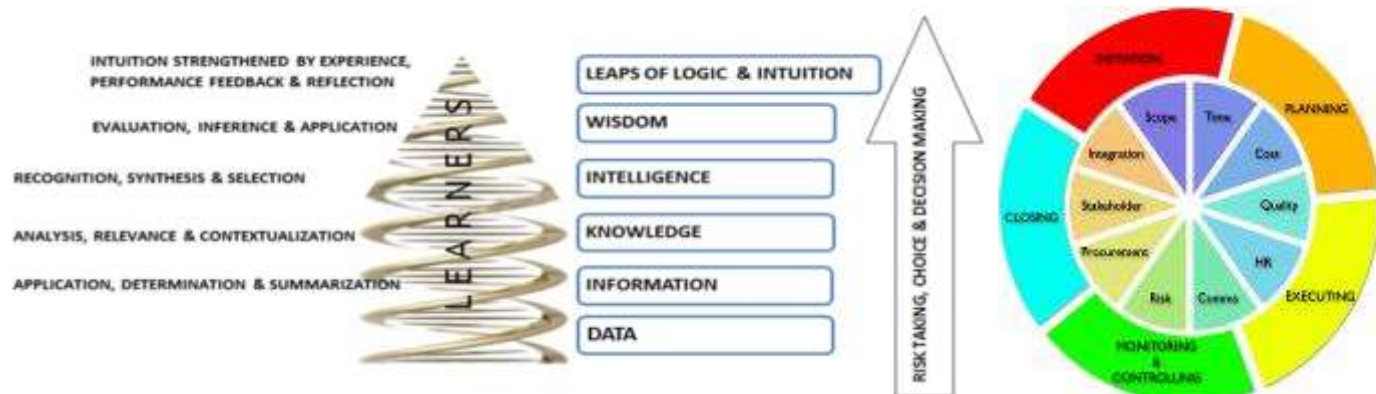 INTUITION STRENGTHENED BY EXPERIENCE,
PERFORMANCE FEEDBACK & REFLECTION
EVALUATION, INFERENCE & APPLICATION
RECOGNITION, SYNTHESIS & SELECTION
ANALYSIS, RELEVANCE & CONTEXTUALIZATION
APPLICATION, DETERMINATION & SUMMARIZATION
LEARNERS
LEAPS OF LOGIC & INTUITION
WISDOM
INTELLIGENCE
KNOWLEDGE
INFORMATION
DATA
RISK TAKING, CHOICE & DECISION MAKING
PLANNING
EXECUTING
MONITORING
&
CONTROLLING
CLOSING
Scope
Time
Cost
Quality
HR
Comms
Risk
Procurement
Stakeholder
Integration